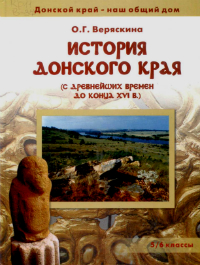 Донской край - наш общий дом
О.Г. Веряскина
ИСТОРИЯ
ДОНСКОГО КРАЯ
(С ДРЕВНЕЙШИХ ВРЕМЕН
ДО КОНЦА XVI В.)
5/6 классы